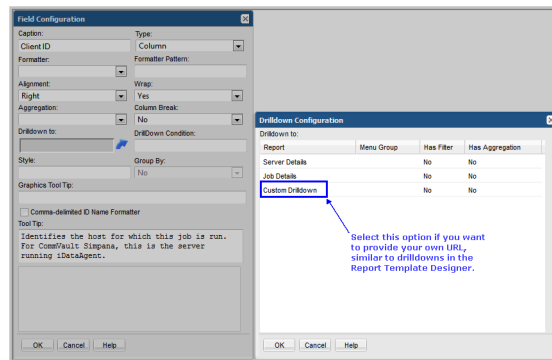 Field Configuration
Caption:
Type:
Client ID
Column
Formatter:
Formatter Pattern:
Alignment:
Wrap:
Right
Yes
Aggregation:
Column Break:
No
Drilldown to:
DrillDown Condition:
Style:
Group By:
No
Graphics Tool Tip:
Comma-delimited ID Name Formatter
Tool Tip:
Identifies the host for which this job is run.
For CommVault Simpana, this is the server
running iDataAgent.
OK Cancel Help
Drilldown Configuration
Drilldown to:
Report Menu Group Has Filter Has Aggregation
Server Details No No
Job Details No No
Custom Drilldown No No
Select this option if you want
to provide your own URL,
similar to drilldowns in the
Report Template Designer.
OK Cancel Help